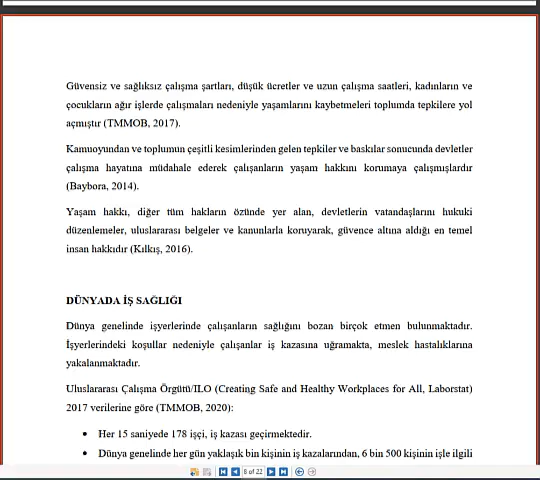 Güvensiz ve sağlıksız çalışma şartları, düşük ücretler ve uzun çalışma saatleri, kadınların ve
çocukların ağır işlerde çalışmaları nedeniyle yaşamlarını kaybetmeleri toplumda tepkilere yol
açmıştır (TMMOB, 2017).
Kamuoyundan ve toplumun çeşitli kesimlerinden gelen tepkiler ve baskılar sonucunda devletler
çalışma hayatına müdahale ederek çalışanların yaşam hakkını korumaya çalışmışlardır
(Baybora, 2014).
Yaşam hakkı, diğer tüm hakların özünde yer alan, devletlerin vatandaşlarını hukuki
düzenlemeler, uluslararası belgeler ve kanunlarla koruyarak, güvence altına aldığı en temel
insan hakkıdır (Kılkış, 2016).
DÜNYADA İŞ SAĞLIĞI
Dünya genelinde işyerlerinde çalışanların sağlığını bozan birçok etmen bulunmaktadır.
İşyerlerindeki koşullar nedeniyle çalışanlar iş kazasına uğramakta, meslek hastalıklarına
yakalanmaktadır.
Uluslararası Çalışma Örgütü/ILO (Creating Safe and Healthy Workplaces for All, Laborstat)
2017 verilerine göre (TMMOB, 2020):
• Her 15 saniyede 178 işçi, iş kazası geçirmektedir.
• Dünya genelinde her gün yaklaşık bin kişinin iş kazalarından, 6 bin 500 kişinin işle ilgili
8 of 22